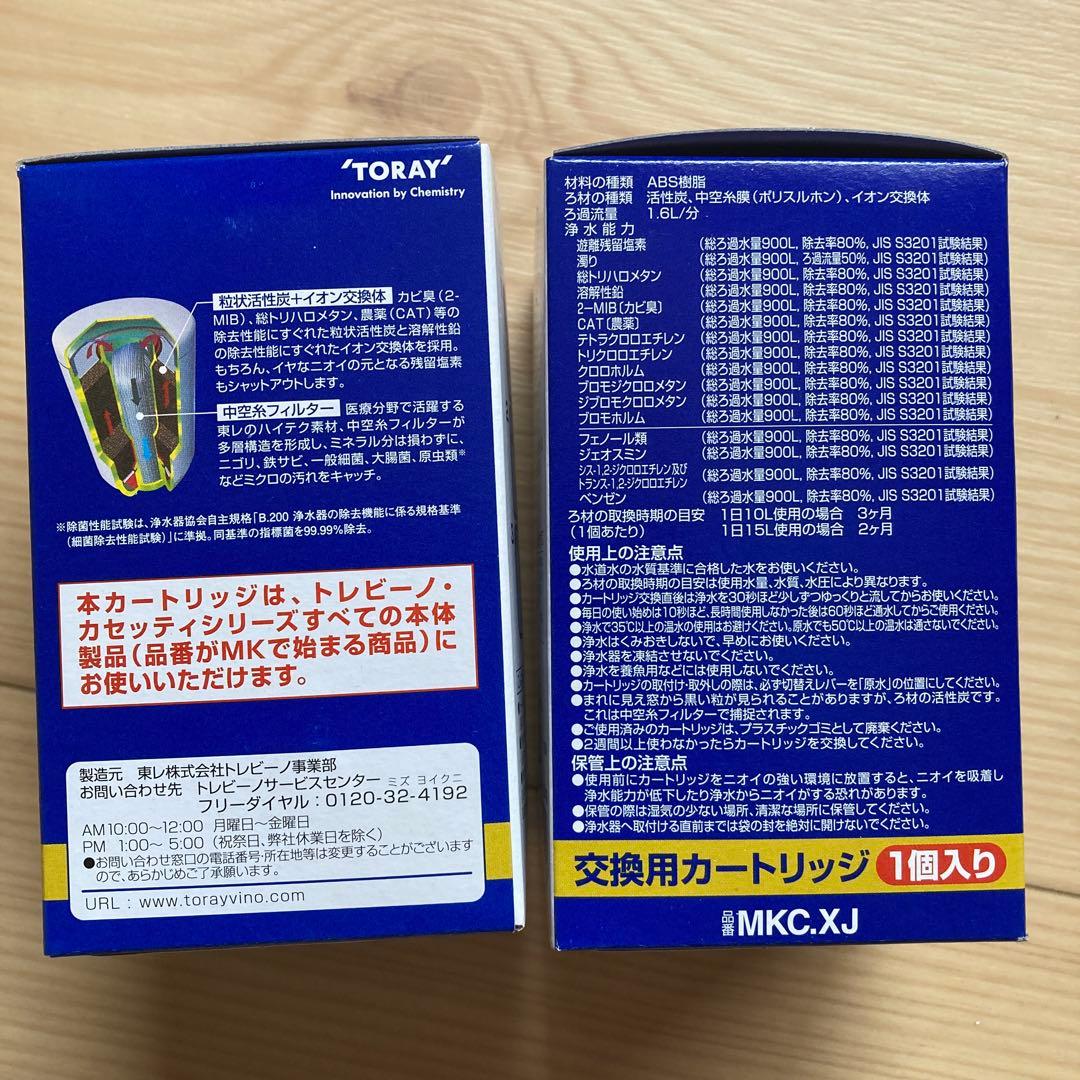 'TORAY'
Innovation by Chemistry
粒状活性炭+イオン交換体 カビ臭(2-
MIB)、総トリハロメタン、農薬(CAT)等の
除去性能にすぐれた粒状活性炭と溶解性鉛
の除去性能にすぐれたイオン交換体を採用。
もちろん、イヤなニオイの元となる残留塩素
もシャットアウトします。
中空糸フィルター 医療分野で活躍する
東レのハイテク素材、中空糸フィルターが
多層構造を形成し、ミネラル分は損わずに、
ニゴリ、鉄サビ、一般細菌、大腸菌、原虫類※
などミクロの汚れをキャッチ。
※除菌性能試験は、浄水器協会自主規格「B.200 浄水器の除去機能に係る規格基準
(細菌除去性能試験)」に準拠。同基準の指標菌を99.99%除去。
本カートリッジは、トレビーノ・
カセッティシリーズすべての本体
製品(品番がMKで始まる商品)に
お使いいただけます。
製造元 東レ株式会社トレビーノ事業部
お問い合わせ先 トレビーノサービスセンター ミズ ヨイクニ
フリーダイヤル:0120-32-4192
AM10:00〜12:00 月曜日〜金曜日
PM 1:00〜 5:00 (祝祭日、弊社休業日を除く)
●お問い合わせ窓口の電話番号・所在地等は変更することがございます
ので、あらかじめご了承願います。
URL : www.torayvino.com
材料の種類 ABS樹脂
ろ材の種類 活性炭、中空糸膜(ポリスルホン)、イオン交換体
ろ過流量 1.6L/分
浄水能力
遊離残留塩素 (総ろ過水量900L, 除去率80%, JIS S3201試験結果)
濁り (総ろ過水量900L, ろ過流量50%, JIS S3201試験結果)
総トリハロメタン (総ろ過水量900L, 除去率80%, JIS S3201試験結果)
溶解性鉛 (総ろ過水量900L, 除去率80%, JIS S3201試験結果)
2-MIB〔カビ臭〕 (総ろ過水量900L, 除去率80%, JIS S3201試験結果)
CAT〔農薬〕 (総ろ過水量900L, 除去率80%, JIS S3201試験結果)
テトラクロロエチレン (総ろ過水量900L, 除去率80%, JIS S3201試験結果)
トリクロロエチレン (総ろ過水量900L, 除去率80%, JIS S3201試験結果)
クロロホルム (総ろ過水量900L, 除去率80%, JIS S3201試験結果)
ブロモジクロロメタン (総ろ過水量900L, 除去率80%, JIS S3201試験結果)
ジブロモクロロメタン (総ろ過水量900L, 除去率80%, JIS S3201試験結果)
ブロモホルム (総ろ過水量900L, 除去率80%, JIS S3201試験結果)
フェノール類 (総ろ過水量900L, 除去率80%, JIS S3201試験結果)
ジェオスミン (総ろ過水量900L, 除去率80%, JIS S3201試験結果)
シス-1,2-ジクロロエチレン及び
トランス-1,2-ジクロロエチレン (総ろ過水量900L, 除去率80%, JIS S3201試験結果)
ベンゼン (総ろ過水量900L, 除去率80%, JIS S3201試験結果)
ろ材の取換時期の目安 1日10L使用の場合 3ヶ月
(1個あたり) 1日15L使用の場合 2ヶ月
使用上の注意点
●水道水の水質基準に合格した水をお使いください。
●ろ材の取換時期の目安は使用水量、水質、水圧により異なります。
●カートリッジ交換直後は浄水を30秒ほど少しずつゆっくりと流してからお使いください。
●毎日の使い始めは10秒ほど、長時間使用しなかった後は60秒ほど通水してからご使用ください。
●浄水で35℃以上の温水の使用はお避けください。原水でも50℃以上の温水は通さないでください。
●浄水はくみおきしないで、早めにお使いください。
●浄水器を凍結させないでください。
●浄水を養魚用などには使用しないでください。
●カートリッジの取付け・取外しの際は、必ず切替えレバーを「原水」の位置にしてください。
●まれに見え窓から黒い粒が見られることがありますが、ろ材の活性炭です。
これは中空糸フィルターで捕捉されます。
●ご使用済みのカートリッジは、プラスチックゴミとして廃棄ください。
●2週間以上使わなかったらカートリッジを交換してください。
保管上の注意点
●使用前にカートリッジをニオイの強い環境に放置すると、ニオイを吸着し
浄水能力が低下したり浄水からニオイがする恐れがあります。
●保管の際は湿気の少ない場所、清潔な場所に保管してください。
●浄水器へ取付ける直前までは袋の封を絶対に開けないでください。
交換用カートリッジ 1個入り
品番 MKC.XJ